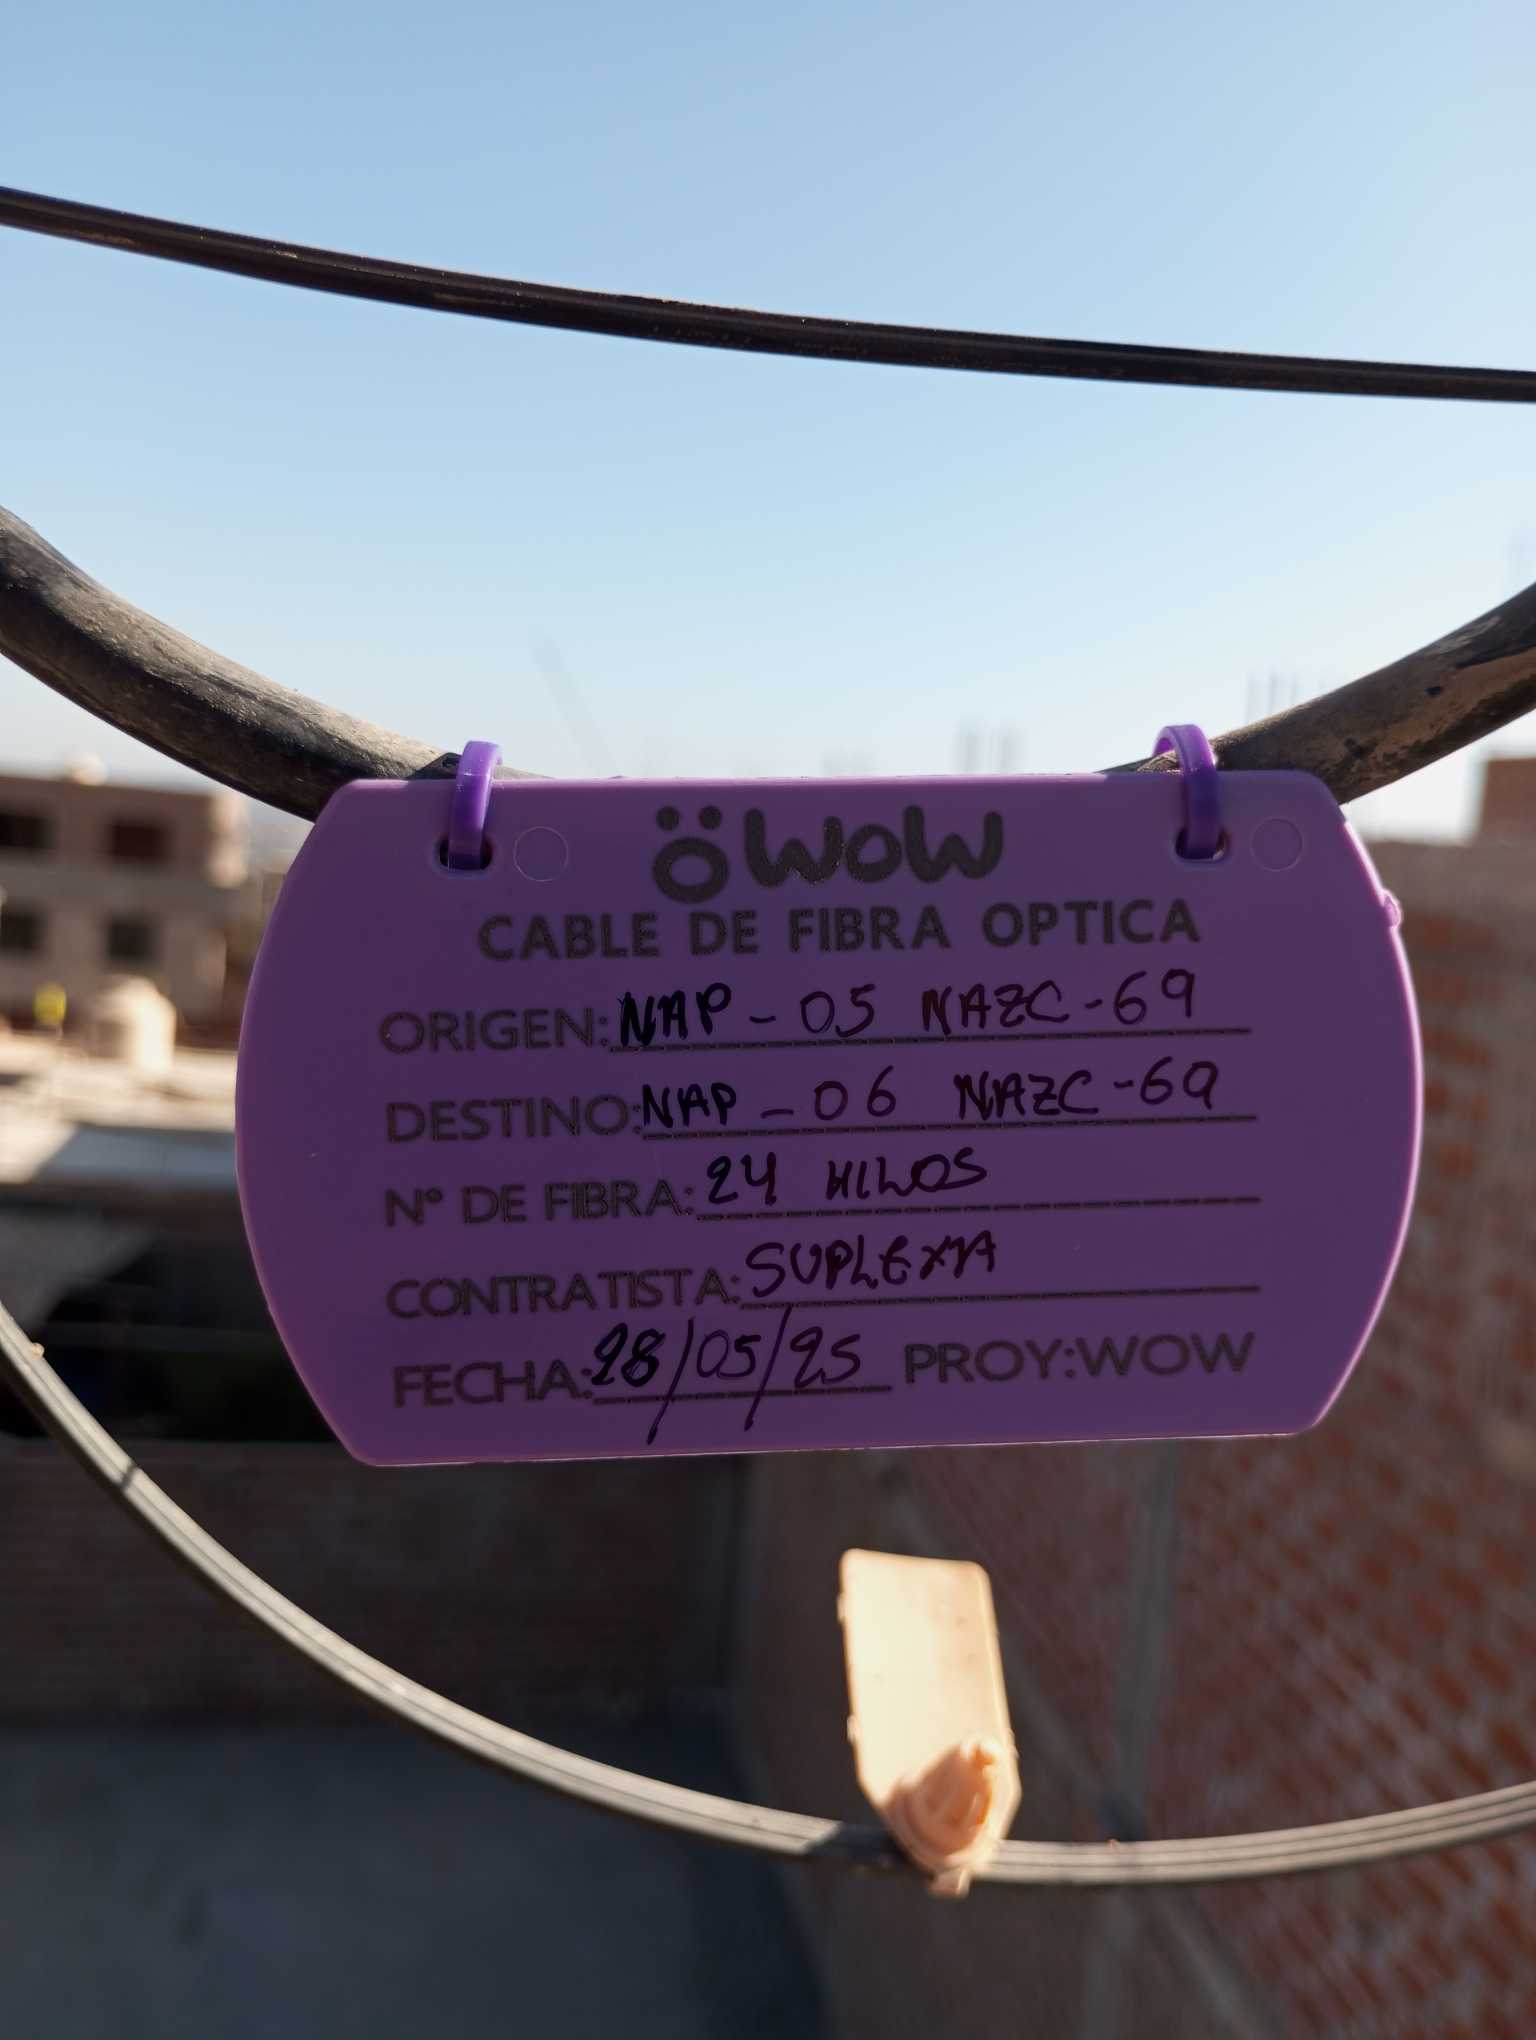 WOW
CABLE DE FIBRA OPTICA
ORIGEN: NAP - 05 NAZC-69
DESTINO: NAP - 06 NAZC-69
N° DE FIBRA: 24 HILOS
CONTRATISTA: SUPLEXA
FECHA: 28/05/25 PROY:WOW